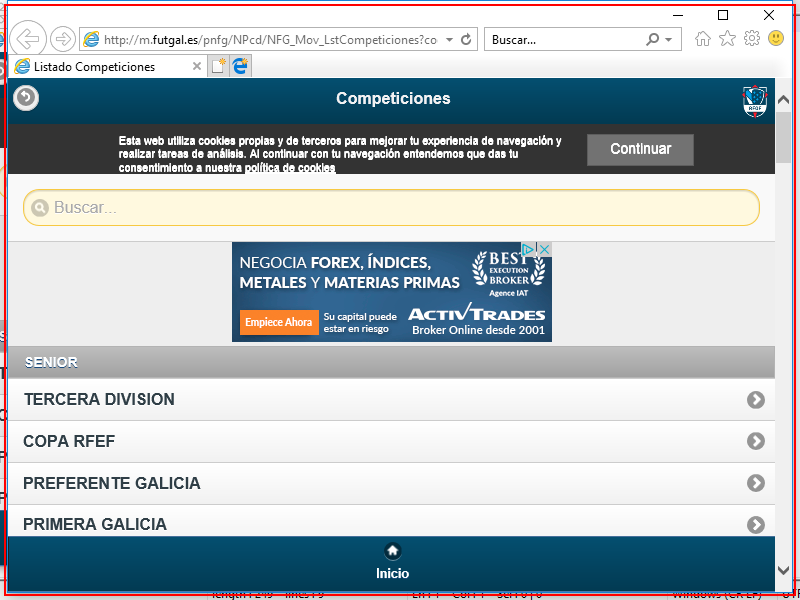 http://m.futgal.es/pnfg/NPcd/NFG_Mov_LstCompeticiones?co
Buscar...
Listado Competiciones
Competiciones
RFGF
Esta web utiliza cookies propias y de terceros para mejorar tu experiencia de navegación y
realizar tareas de análisis. Al continuar con tu navegación entendemos que das tu
consentimiento a nuestra política de cookies
Continuar
Buscar...
NEGOCIA FOREX, ÍNDICES,
METALES Y MATERIAS PRIMAS
BEST
EXECUTION
BROKER
Agence IAT
Empiece Ahora
Su capital puede
estar en riesgo
ACTIVTRADES
Broker Online desde 2001
SENIOR
TERCERA DIVISION
COPA RFEF
PREFERENTE GALICIA
PRIMERA GALICIA
Inicio